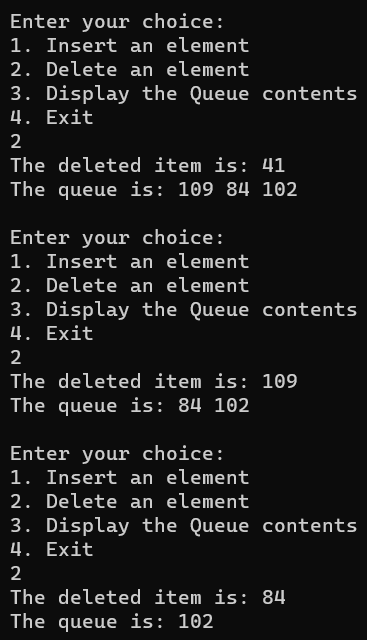 Enter your choice:
1. Insert an element
2. Delete an element
3. Display the Queue contents
4. Exit
2
The deleted item is: 41
The queue is: 109 84 102
Enter your choice:
1. Insert an element
2. Delete an element
3. Display the Queue contents
4. Exit
2
The deleted item is: 109
The queue is: 84 102
Enter your choice:
1. Insert an element
2. Delete an element
3. Display the Queue contents
4. Exit
2
The deleted item is: 84
The queue is: 102